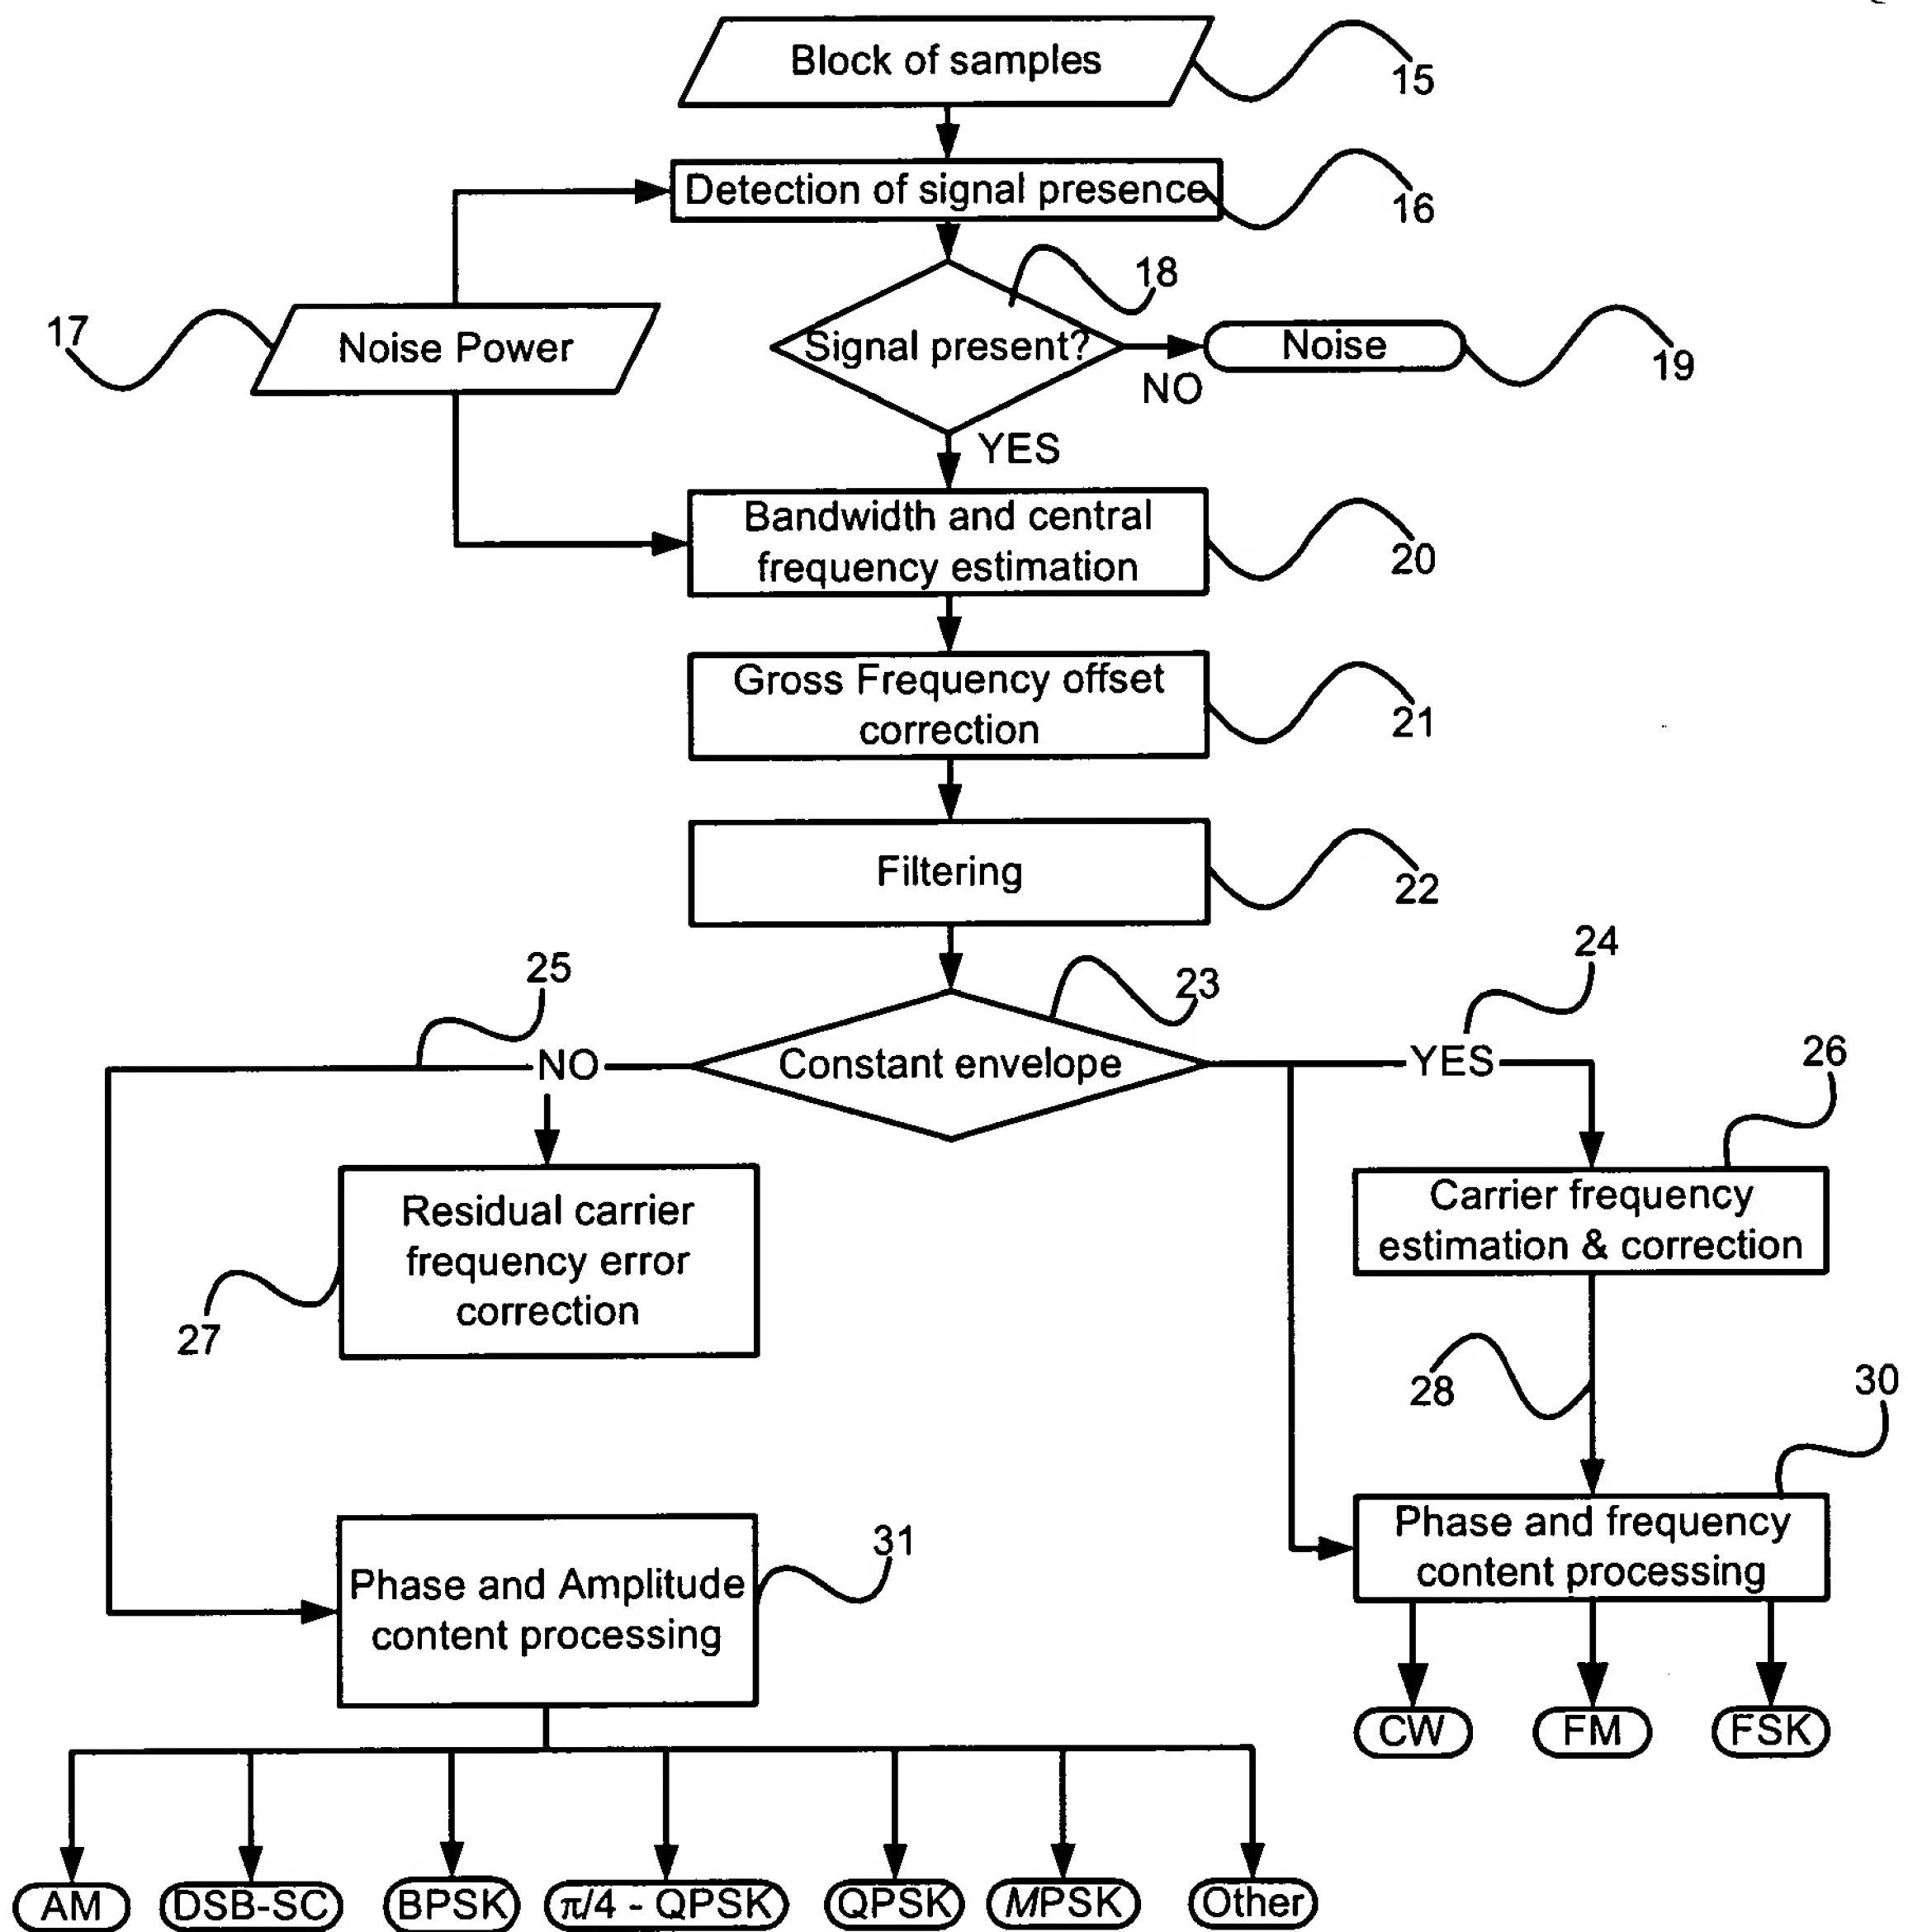 Block of samples
15
Detection of signal presence
16
18
17
Noise Power
Signal present?
Noise
19
NO
YES
Bandwidth and central
frequency estimation
20
Gross Frequency offset
correction
21
Filtering
22
24
25
23
26
NO
Constant envelope
YES
Residual carrier
frequency error
correction
27
Carrier frequency
estimation & correction
28
30
Phase and frequency
content processing
31
Phase and Amplitude
content processing
CW
FM
FSK
AM
DSB-SC
BPSK
π/4 - QPSK
QPSK
MPSK
Other